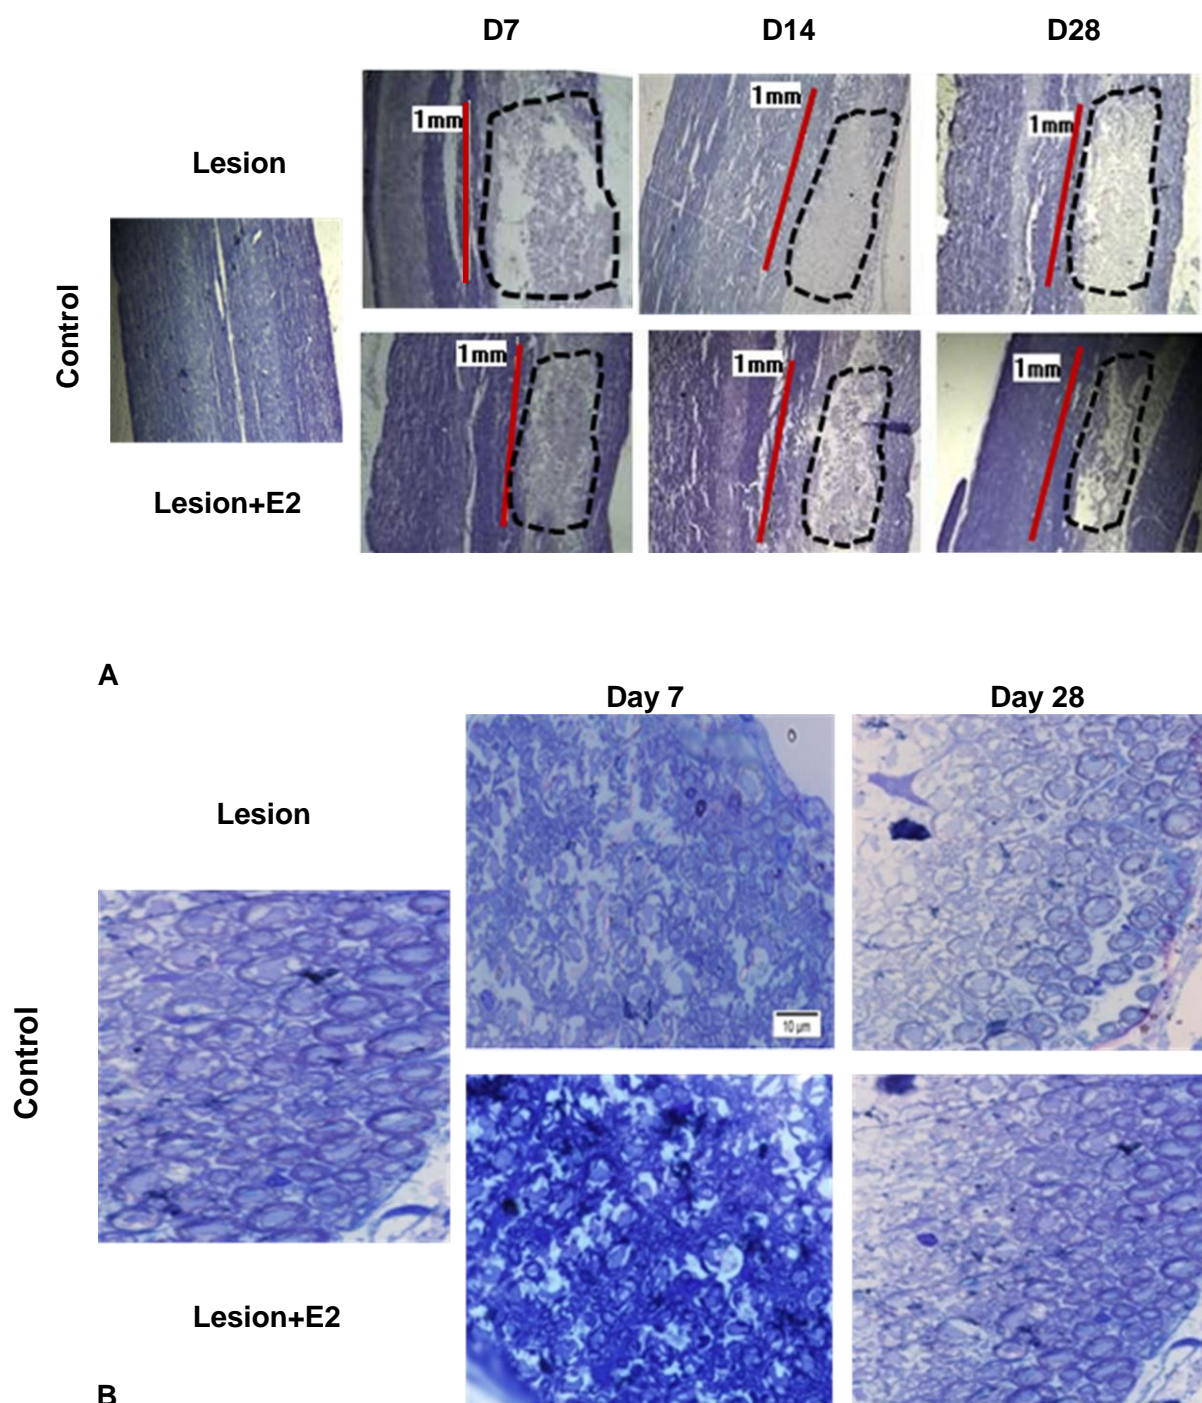 D7 D14 D28
Lesion
1mm 1mm 1mm
Control
1mm 1mm 1mm
Lesion+E2
A
Day 7 Day 28
Lesion
Control
10 µm
Lesion+E2
B